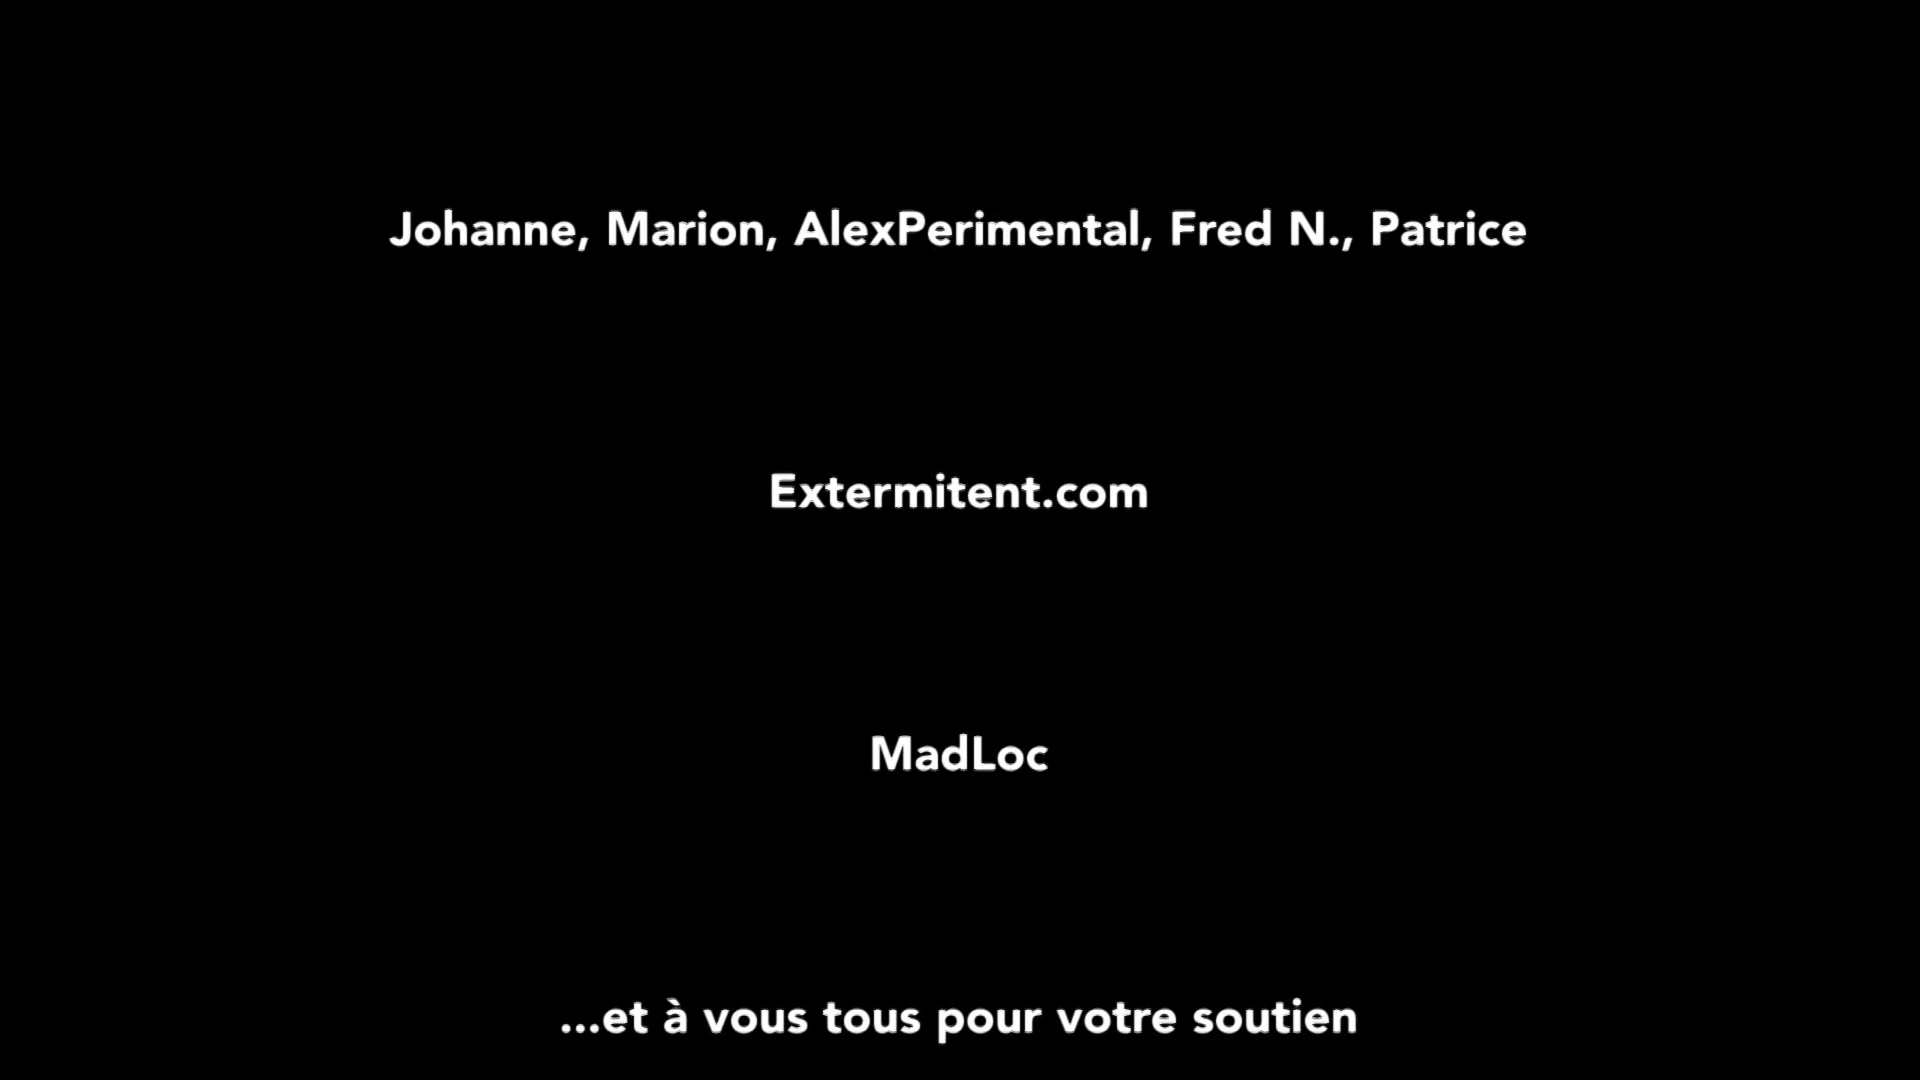 Johanne, Marion, AlexPerimental, Fred N., Patrice
Extermitent.com
MadLoc
...et à vous tous pour votre soutien